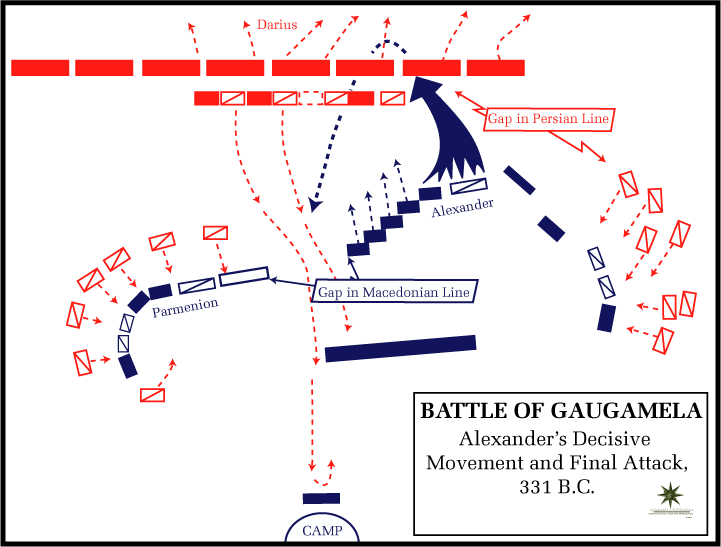 Darius
Gap in Persian Line
Alexander
Gap in Macedonian Line
Parmenion
BATTLE OF GAUGAMELA
Alexander's Decisive
Movement and Final Attack,
331 B.C.
CAMP